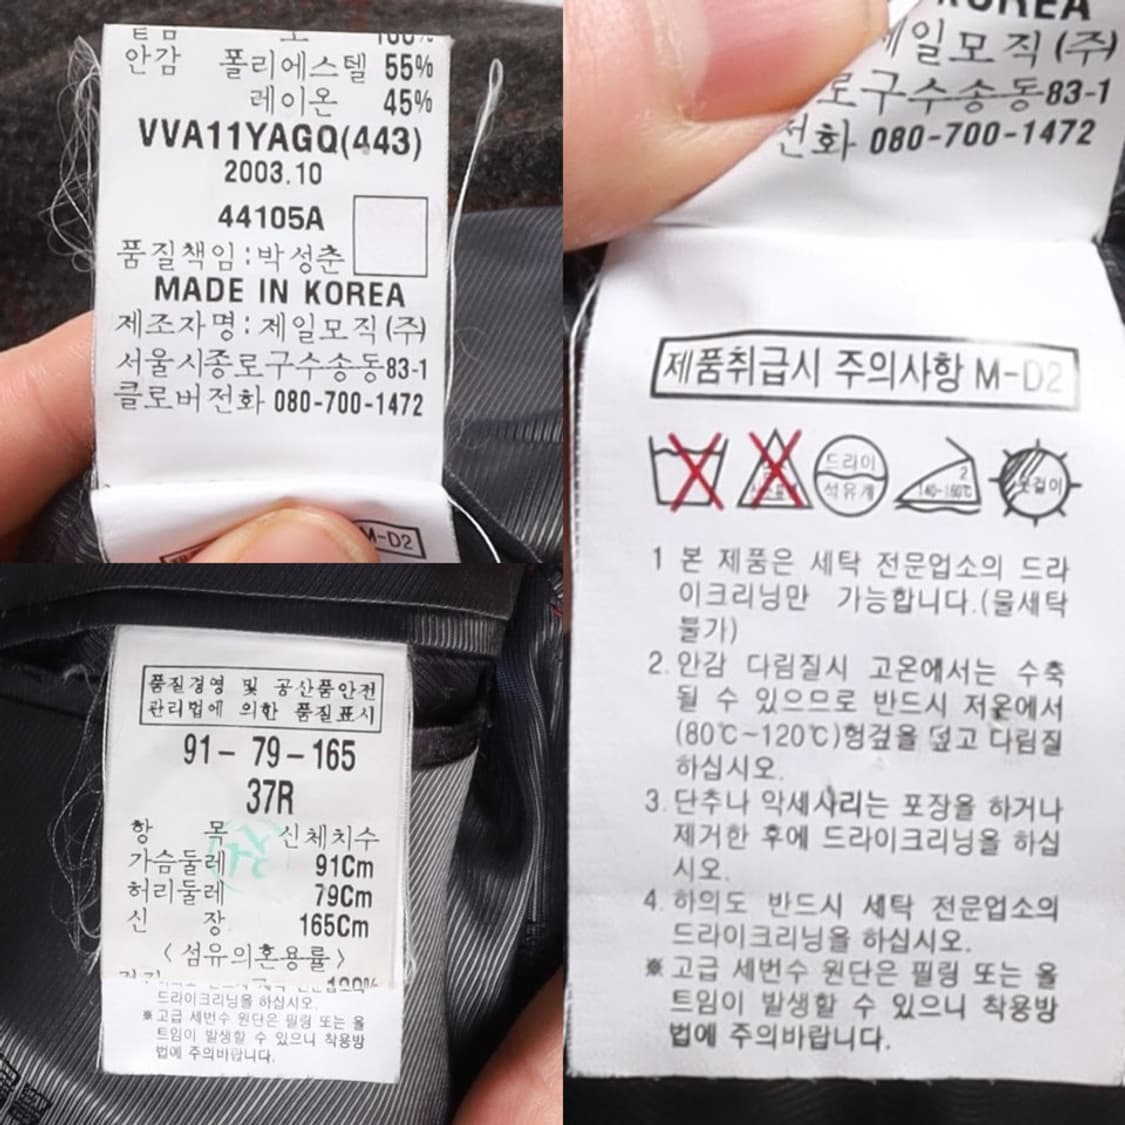 안감 폴리에스텔 55%
레이온 45%
VVA11YAGQ(443)
2003.10
44105A
품질책임:박성춘
MADE IN KOREA
제조자명:제일모직(주)
서울시종로구수송동83-1
클로버전화 080-700-1472
M-D2
품질경영 및 공산품안전
관리법에 의한 품질표시
91- 79-165
37R
항 목 신체치수
가슴둘레 91Cm
허리둘레 79Cm
신 장 165Cm
< 섬유의혼용률 >
100%
드라이크리닝을 하십시오.
※고급 세번수 원단은 필링 또는 올
트임이 발생할 수 있으니 착용방
법에 주의바랍니다.
KOREA
제일모직(주)
로구수송동83-1
전화 080-700-1472
제품취급시 주의사항 M-D2
드라이
석유계
2
140~160℃
옷걸이
1 본 제품은 세탁 전문업소의 드라
이크리닝만 가능합니다.(물세탁
불가)
2. 안감 다림질시 고온에서는 수축
될 수 있으므로 반드시 저온에서
(80℃~120℃)헝겊을 덮고 다림질
하십시오.
3. 단추나 악세사리는 포장을 하거나
제거한 후에 드라이크리닝을 하십
시오.
4. 하의도 반드시 세탁 전문업소의
드라이크리닝을 하십시오.
※ 고급 세번수 원단은 필링 또는 올
트임이 발생할 수 있으니 착용방
법에 주의바랍니다.